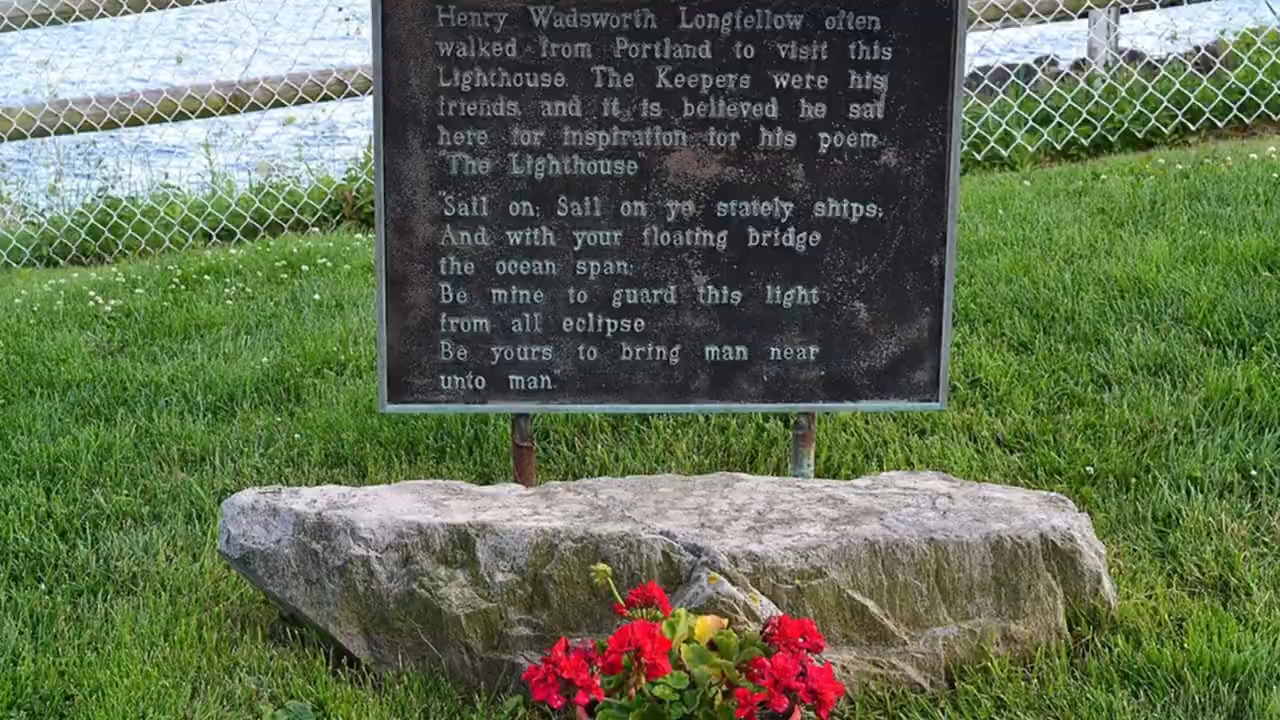 Henry Wadsworth Longfellow often
walked from Portland to visit this
Lighthouse. The Keepers were his
friends, and it is believed he sat
here for inspiration for his poem
"The Lighthouse"
"Sail on; Sail on ye stately ships;
And with your floating bridge
the ocean span;
Be mine to guard this light
from all eclipse
Be yours to bring man near
unto man."